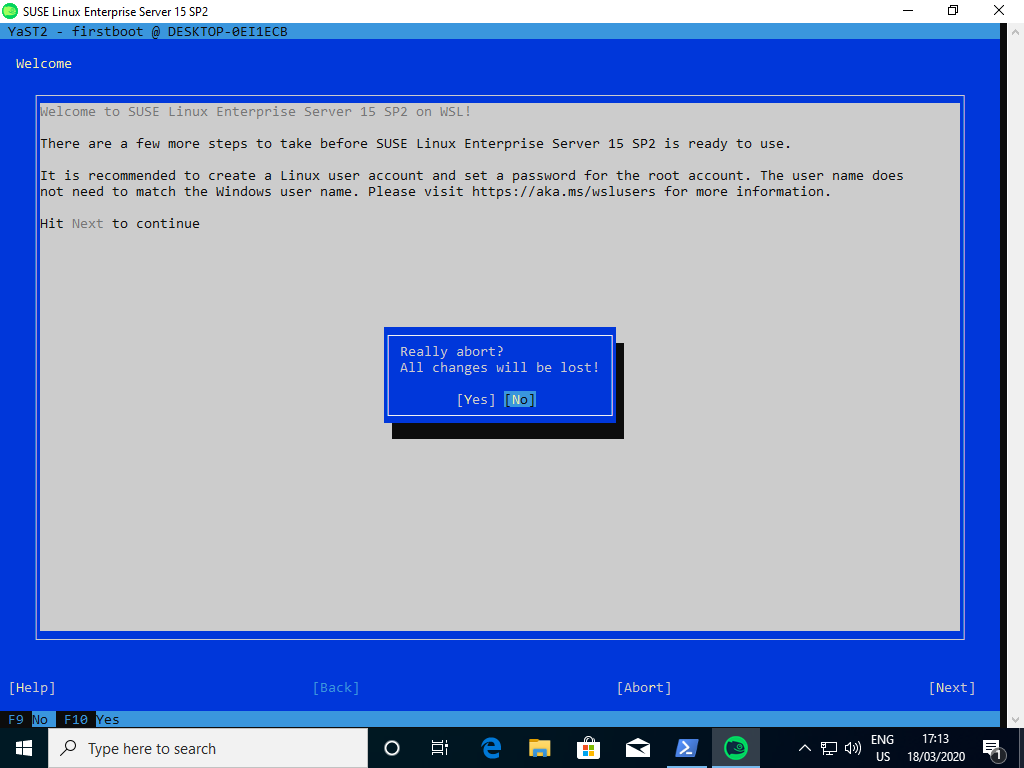 SUSE Linux Enterprise Server 15 SP2
YaST2 - firstboot @ DESKTOP-0EI1ECB
Welcome
Welcome to SUSE Linux Enterprise Server 15 SP2 on WSL!
There are a few more steps to take before SUSE Linux Enterprise Server 15 SP2 is ready to use.
It is recommended to create a Linux user account and set a password for the root account. The user name does
not need to match the Windows user name. Please visit https://aka.ms/wslusers for more information.
Hit Next to continue
Really abort?
All changes will be lost!
[Yes] [No]
[Help] [Back] [Abort] [Next]
F9 No F10 Yes
Type here to search
ENG
US
17:13
18/03/2020
1